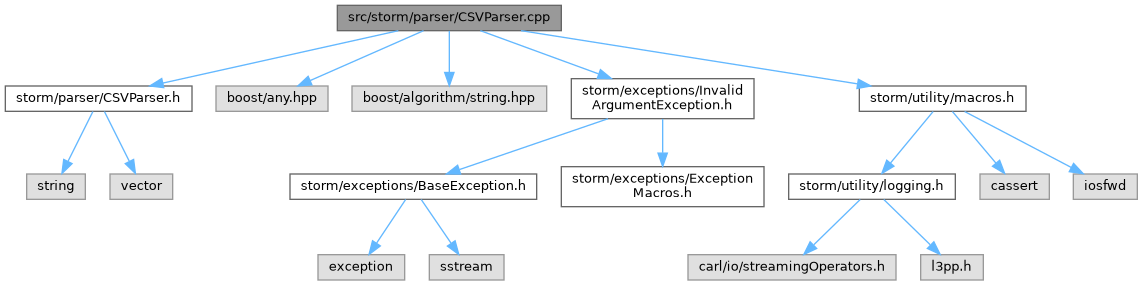 src/storm/parser/CSVParser.cpp
storm/parser/CSVParser.h
boost/any.hpp
boost/algorithm/string.hpp
storm/exceptions/Invalid
ArgumentException.h
storm/utility/macros.h
string
vector
storm/exceptions/BaseException.h
storm/exceptions/Exception
Macros.h
storm/utility/logging.h
cassert
iosfwd
exception
sstream
carl/io/streamingOperators.h
l3pp.h